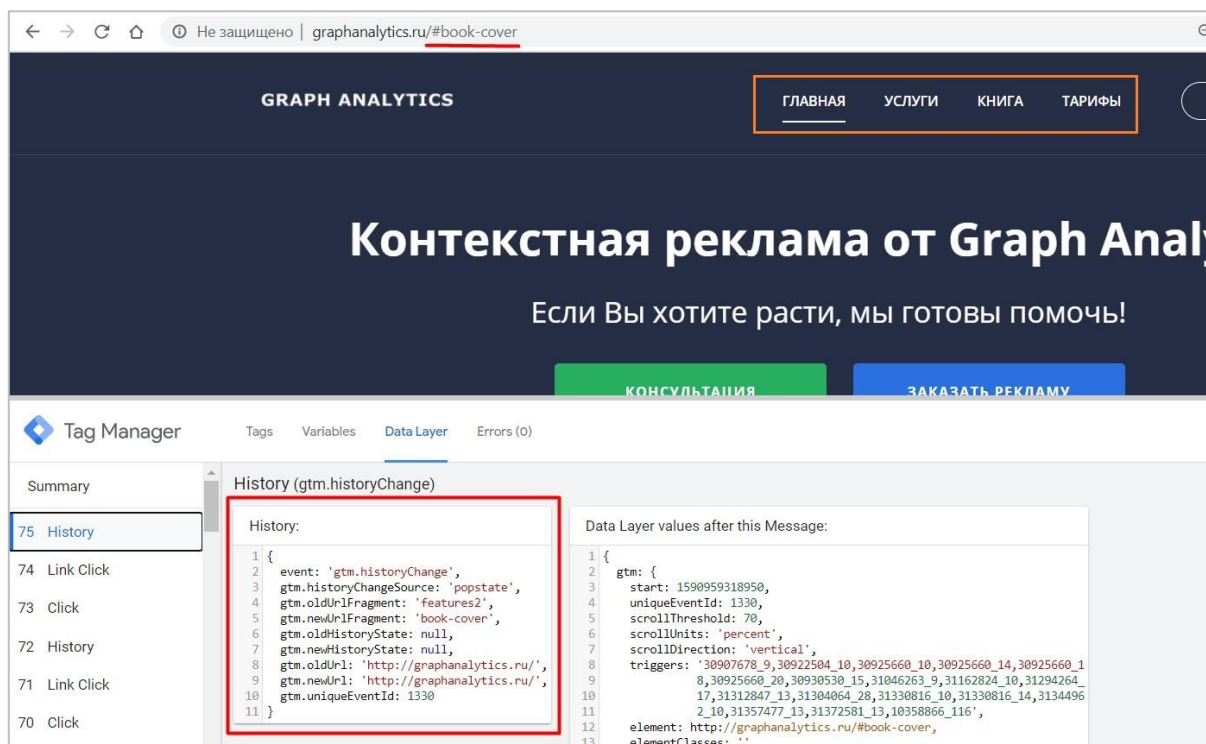 Не защищено | graphanalytics.ru/#book-cover
GRAPH ANALYTICS
ГЛАВНАЯ УСЛУГИ КНИГА ТАРИФЫ
Контекстная реклама от Graph Analy
Если Вы хотите расти, мы готовы помочь!
КОНСУЛЬТАЦИЯ ЗАКАЗАТЬ РЕКЛАМУ
Tag Manager Tags Variables Data Layer Errors (0)
Summary
75 History
74 Link Click
73 Click
72 History
71 Link Click
70 Click
History (gtm.historyChange)
History:
1 {
2 event: 'gtm.historyChange',
3 gtm.historyChangeSource: 'popstate',
4 gtm.oldUrlFragment: 'features2',
5 gtm.newUrlFragment: 'book-cover',
6 gtm.oldHistoryState: null,
7 gtm.newHistoryState: null,
8 gtm.oldUrl: 'http://graphanalytics.ru/',
9 gtm.newUrl: 'http://graphanalytics.ru/',
10 gtm.uniqueEventId: 1330
11 }
Data Layer values after this Message:
1 {
2 gtm: {
3 start: 1590959318950,
4 uniqueEventId: 1330,
5 scrollThreshold: 70,
6 scrollUnits: 'percent',
7 scrollDirection: 'vertical',
8 triggers: '30907678_9,30922504_10,30925660_10,30925660_14,30925660_1
9 8,30925660_20,30930530_15,31046263_9,31162824_10,31294264_
10 17,31312847_13,31304064_28,31330816_10,31330816_14,3134496
11 2_10,31357477_13,31372581_13,10358866_116',
12 element: http://graphanalytics.ru/#book-cover,
13 elementClasses: ''